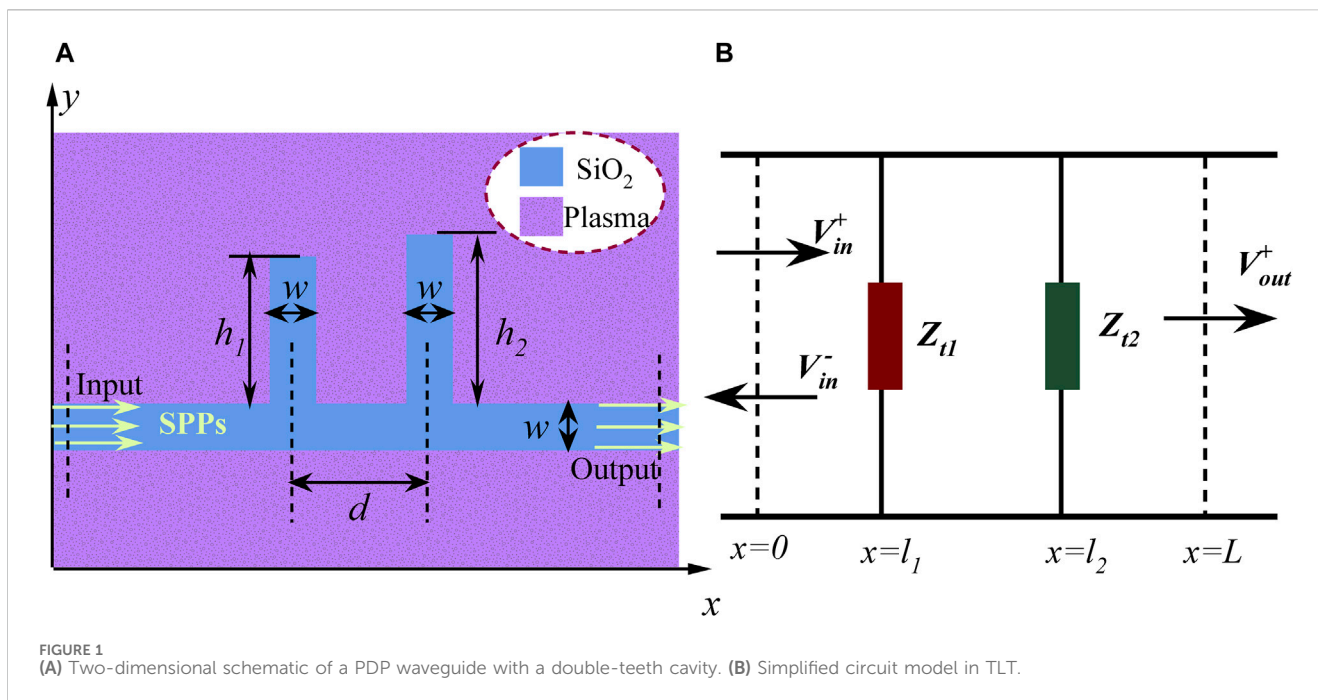 A
B
y
SiO₂
Plasma
w
w
h₁
h₂
Input
SPPs
w
Output
d
x
V⁺in
V⁻in
V⁺out
Zt1
Zt2
x=0
x=l₁
x=l₂
x=L
FIGURE 1
(A) Two-dimensional schematic of a PDP waveguide with a double-teeth cavity. (B) Simplified circuit model in TLT.